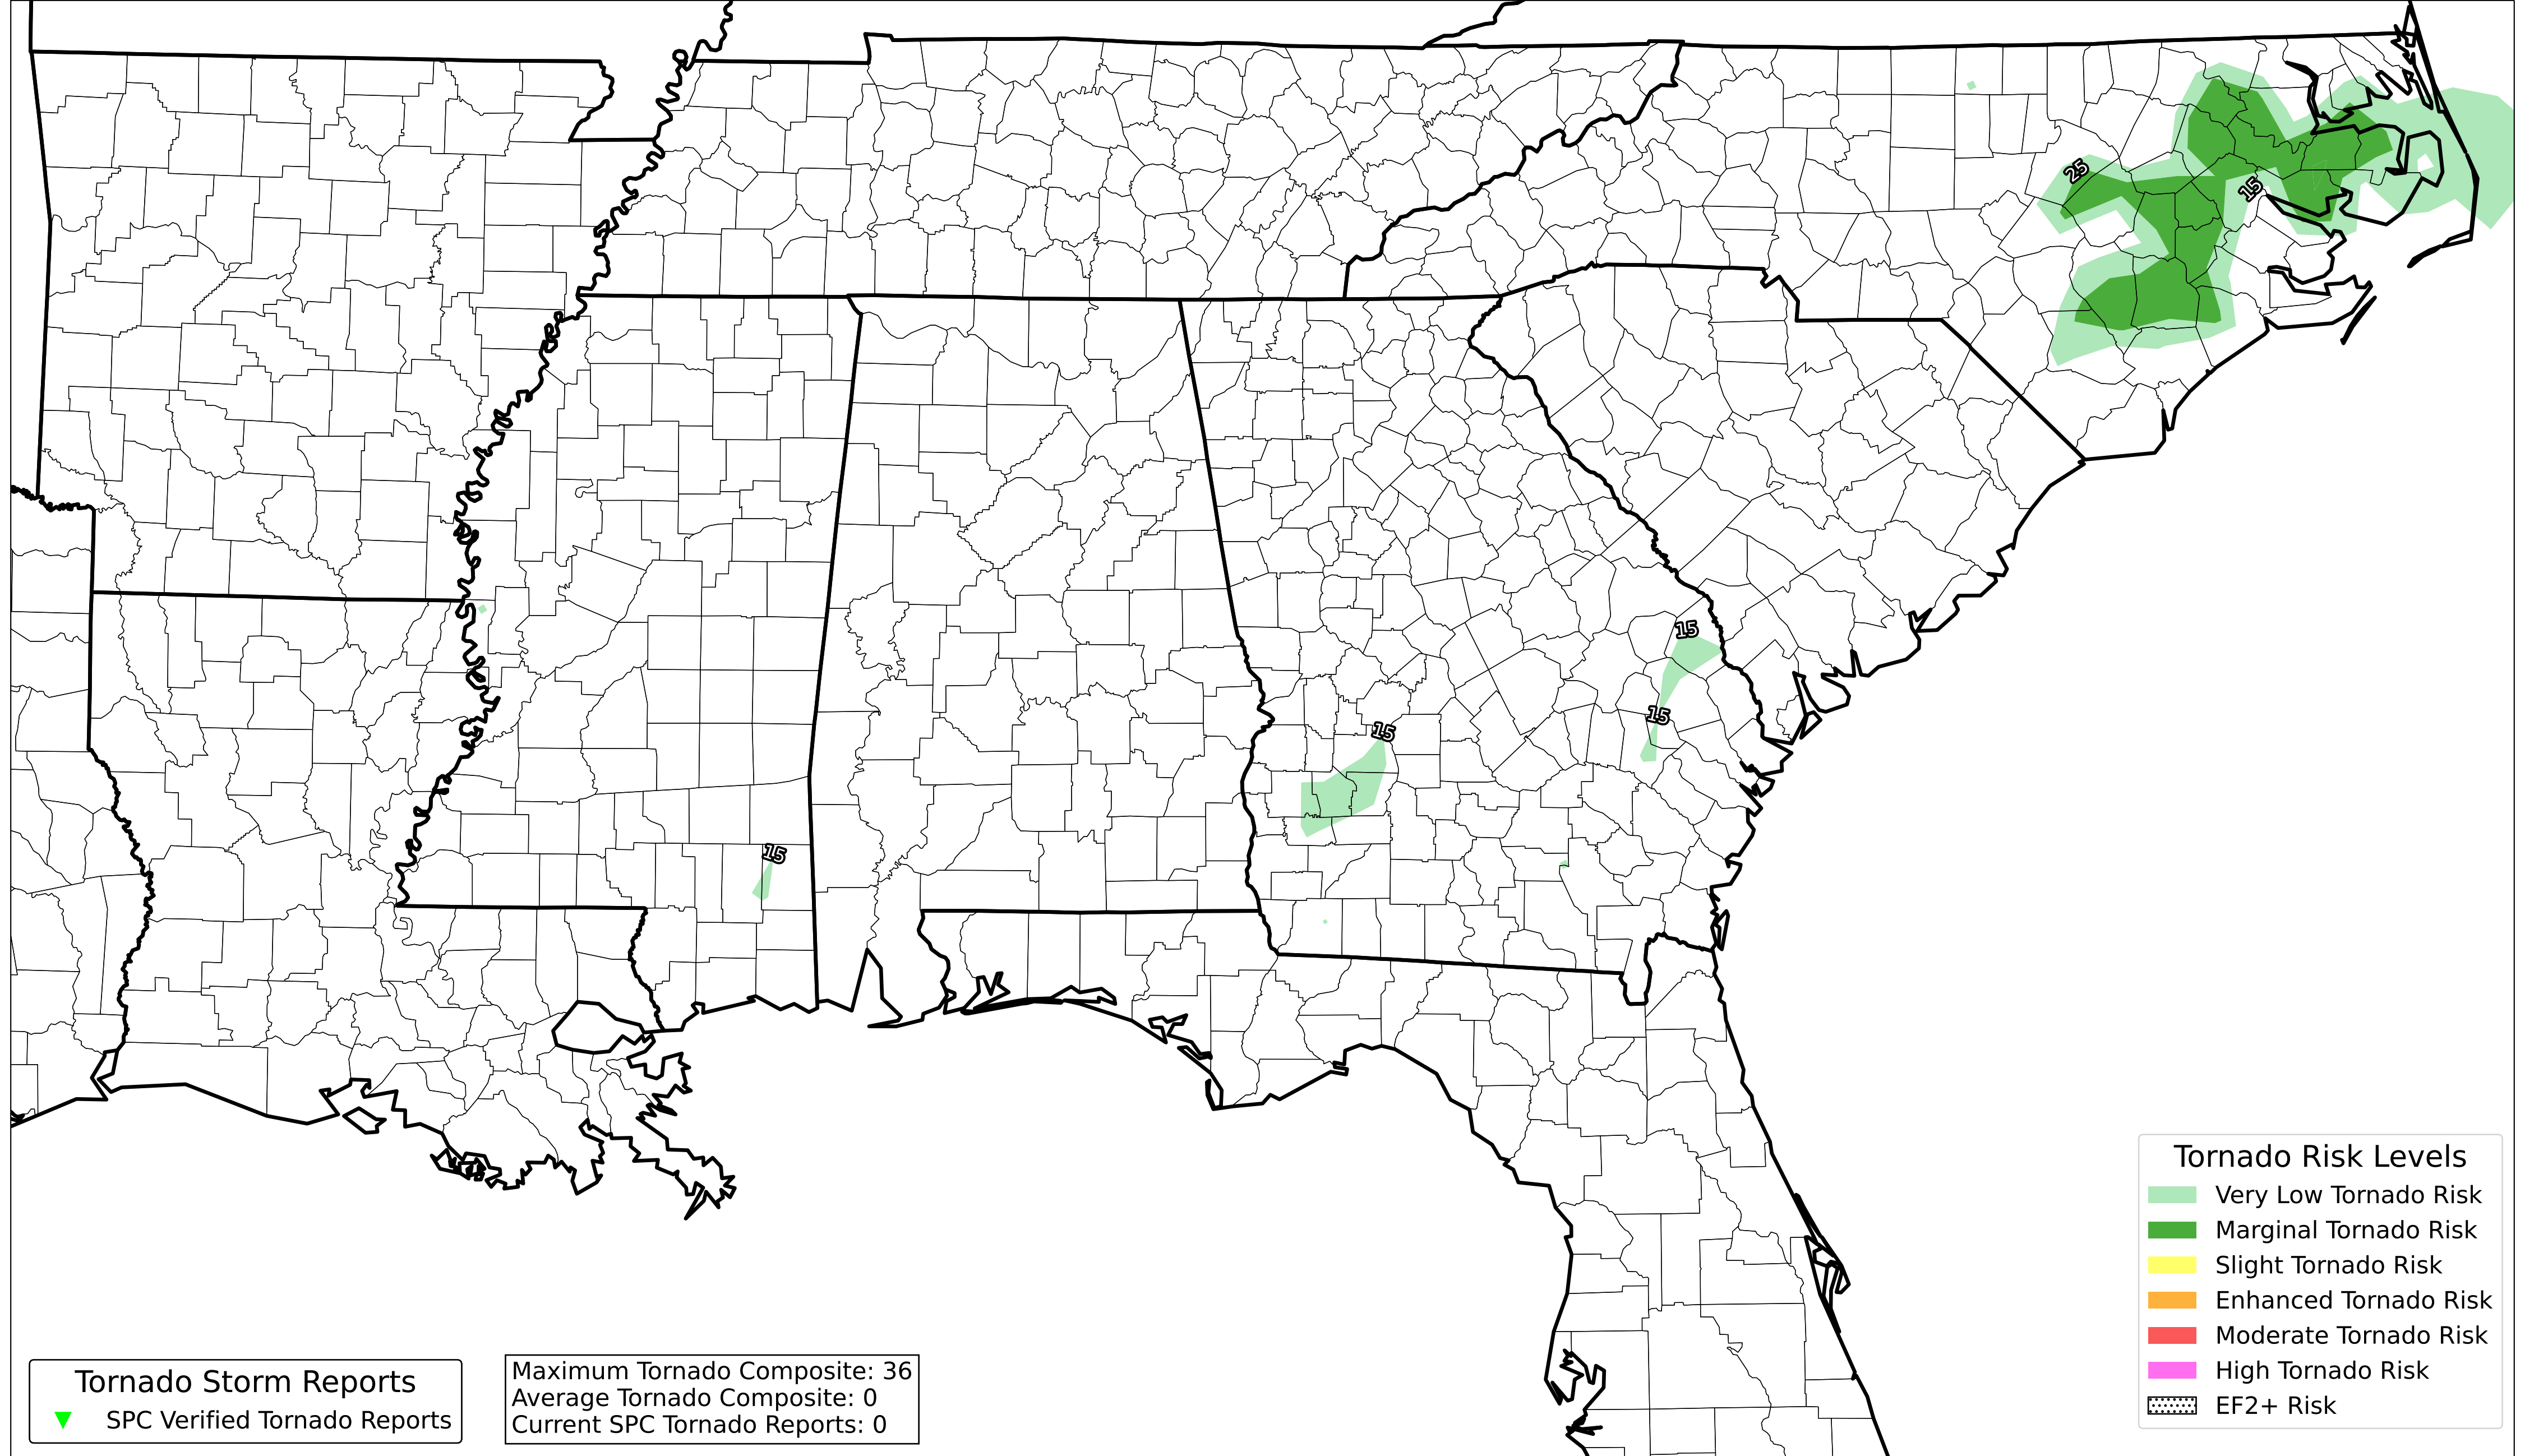 25
15
15
15
15
15
Tornado Risk Levels
Very Low Tornado Risk
Marginal Tornado Risk
Slight Tornado Risk
Enhanced Tornado Risk
Moderate Tornado Risk
High Tornado Risk
EF2+ Risk
Tornado Storm Reports
SPC Verified Tornado Reports
Maximum Tornado Composite: 36
Average Tornado Composite: 0
Current SPC Tornado Reports: 0